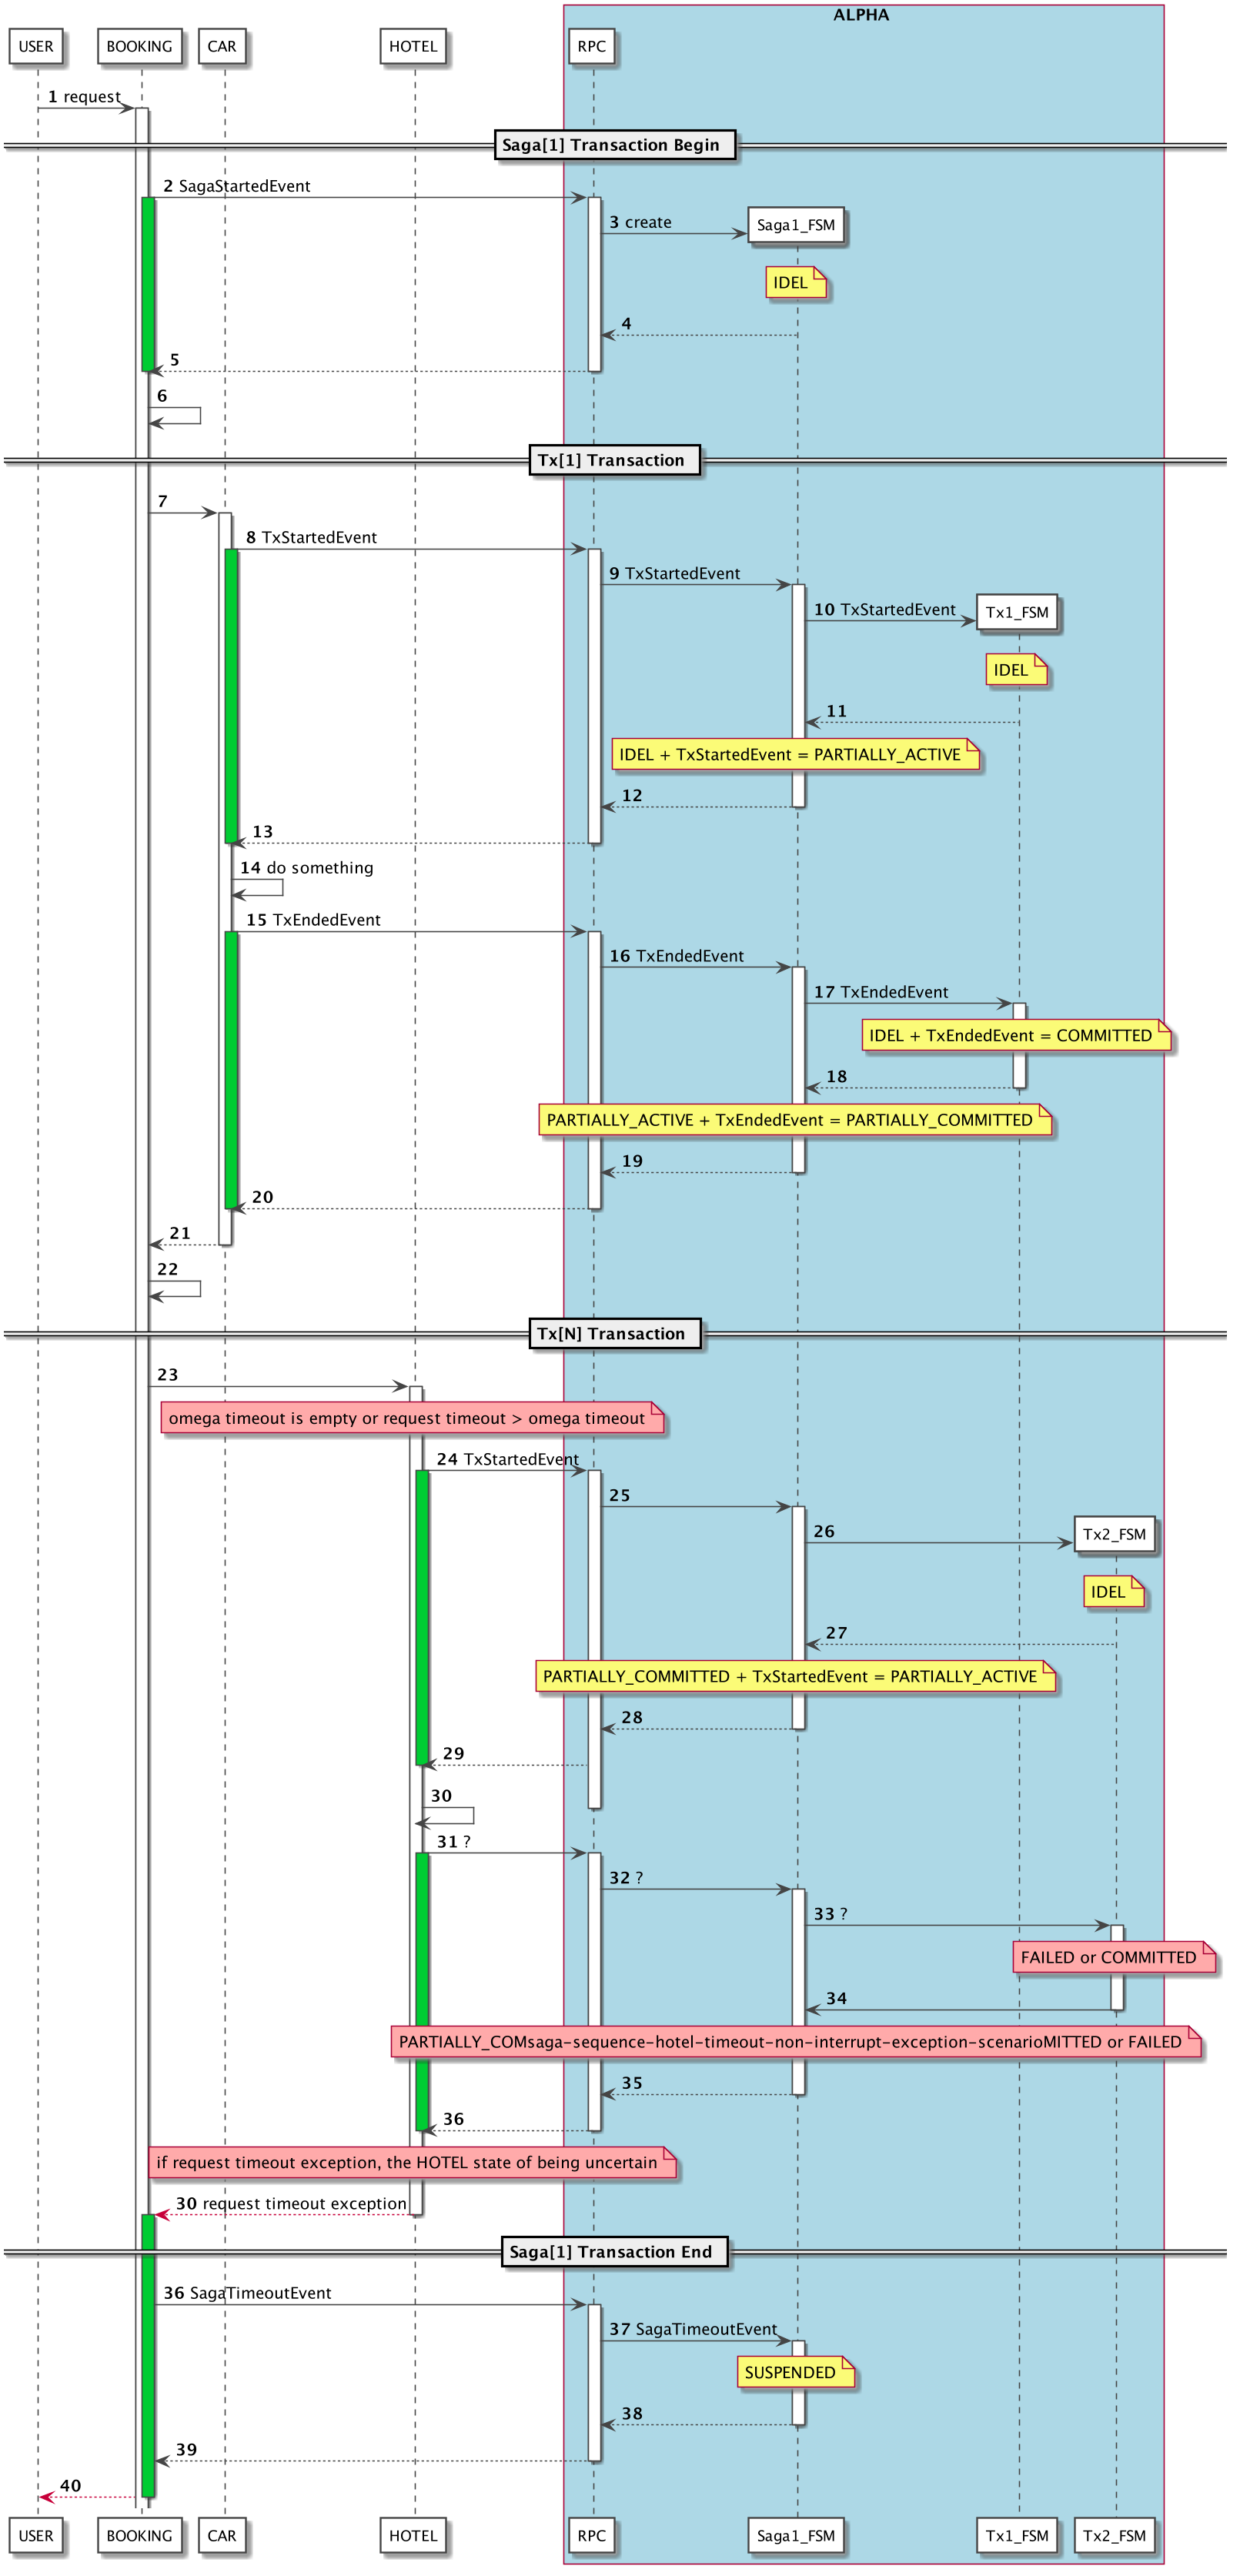 ALPHA
USER
BOOKING
CAR
HOTEL
RPC
1 request
Saga[1] Transaction Begin
2 SagaStartedEvent
3 create
Saga1_FSM
IDEL
4
5
6
Tx[1] Transaction
7
8 TxStartedEvent
9 TxStartedEvent
10 TxStartedEvent
Tx1_FSM
IDEL
11
IDEL + TxStartedEvent = PARTIALLY_ACTIVE
12
13
14 do something
15 TxEndedEvent
16 TxEndedEvent
17 TxEndedEvent
IDEL + TxEndedEvent = COMMITTED
18
PARTIALLY_ACTIVE + TxEndedEvent = PARTIALLY_COMMITTED
19
20
21
22
Tx[N] Transaction
23
omega timeout is empty or request timeout > omega timeout
24 TxStartedEvent
25
26
Tx2_FSM
IDEL
27
PARTIALLY_COMMITTED + TxStartedEvent = PARTIALLY_ACTIVE
28
29
30
31 ?
32 ?
33 ?
FAILED or COMMITTED
34
PARTIALLY_COMsaga-sequence-hotel-timeout-non-interrupt-exception-scenarioMITTED or FAILED
35
36
if request timeout exception, the HOTEL state of being uncertain
30 request timeout exception
Saga[1] Transaction End
36 SagaTimeoutEvent
37 SagaTimeoutEvent
SUSPENDED
38
39
40
USER
BOOKING
CAR
HOTEL
RPC
Saga1_FSM
Tx1_FSM
Tx2_FSM